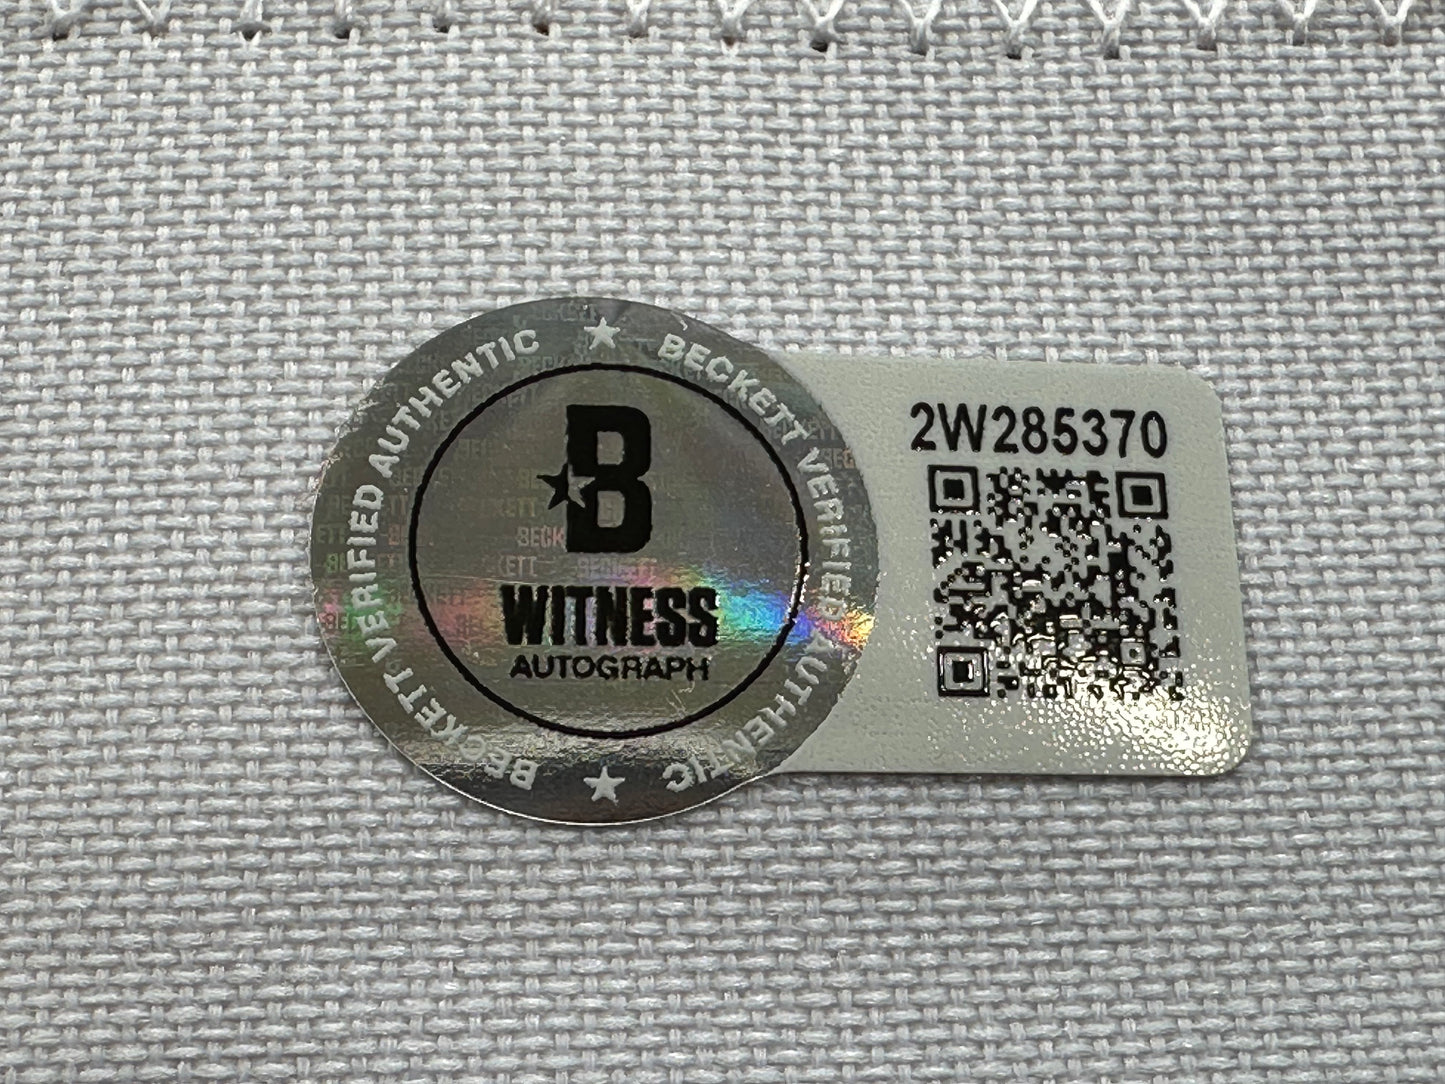 BECKETT VERIFIED AUTHENTIC ★ BECKETT VERIFIED AUTHENTIC ★
B
WITNESS
AUTOGRAPH
2W285370